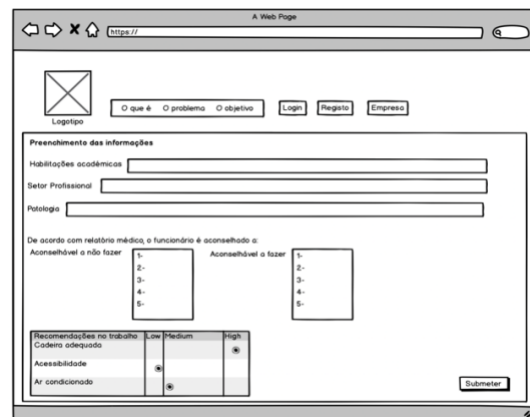 A Web Page
https://
O que é O problema O objetivo Login Registo Empresa
Logotipo
Preenchimento das informações
Habilitações académicas
Setor Profissional
Patologia
De acordo com relatório médico, o funcionário é aconselhado a:
Aconselhável a não fazer
1-
2-
3-
4-
5-
Aconselhável a fazer
1-
2-
3-
4-
5-
Recomendações no trabalho Low Medium High
Cadeira adequada
Acessibilidade
Ar condicionado
Submeter